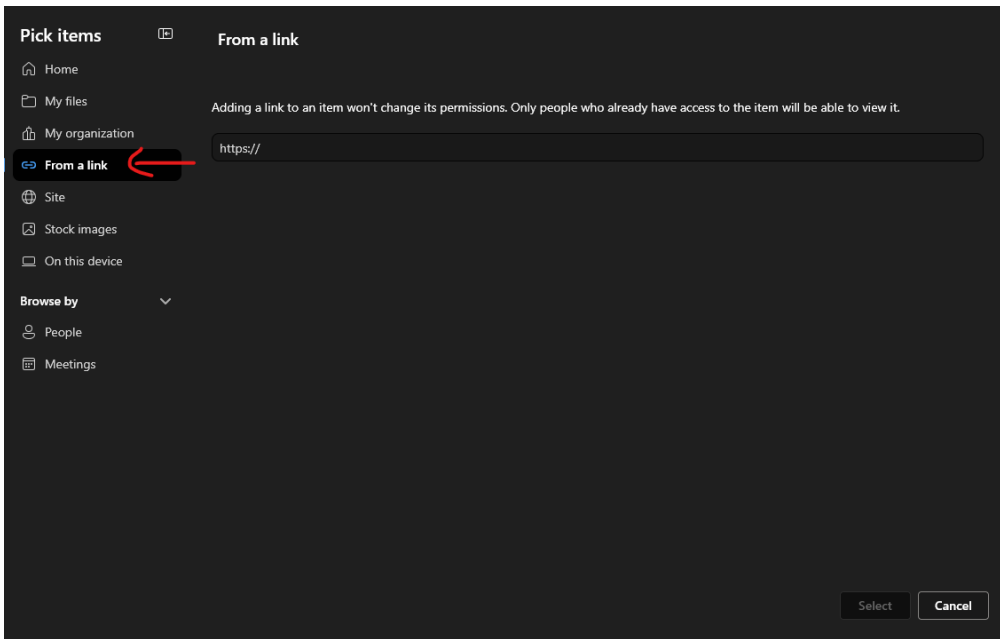 Pick items
Home
My files
My organization
From a link
Site
Stock images
On this device
Browse by
People
Meetings
From a link
Adding a link to an item won't change its permissions. Only people who already have access to the item will be able to view it.
https://
Select
Cancel